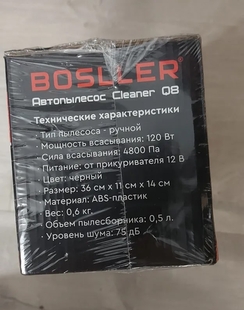 BOSLLER®
Автопылесос Cleaner Q8
Технические характеристики
• Тип пылесоса - ручной
• Мощность всасывания: 120 Вт
• Сила всасывания: 4800 Па
• Питание: от прикуривателя 12 В
• Цвет: черный
• Размер: 36 см х 11 см х 14 см
• Материал: ABS-пластик
• Вес: 0,6 кг.
• Объем пылесборника: 0,5 л.
• Уровень шума: 75 дБ